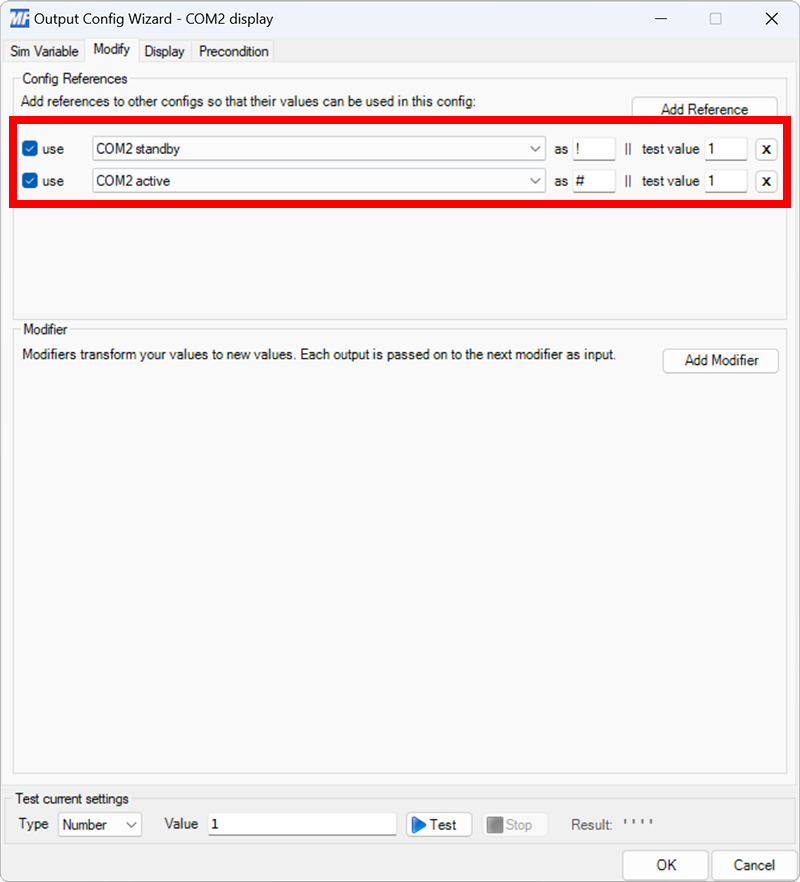 MF Output Config Wizard - COM2 display
Sim Variable Modify Display Precondition
Config References
Add references to other configs so that their values can be used in this config:
Add Reference
use COM2 standby as ! || test value 1 x
use COM2 active as # || test value 1 x
Modifier
Modifiers transform your values to new values. Each output is passed on to the next modifier as input.
Add Modifier
Test current settings
Type Number Value 1 Test Stop Result: ' ' ' '
OK Cancel